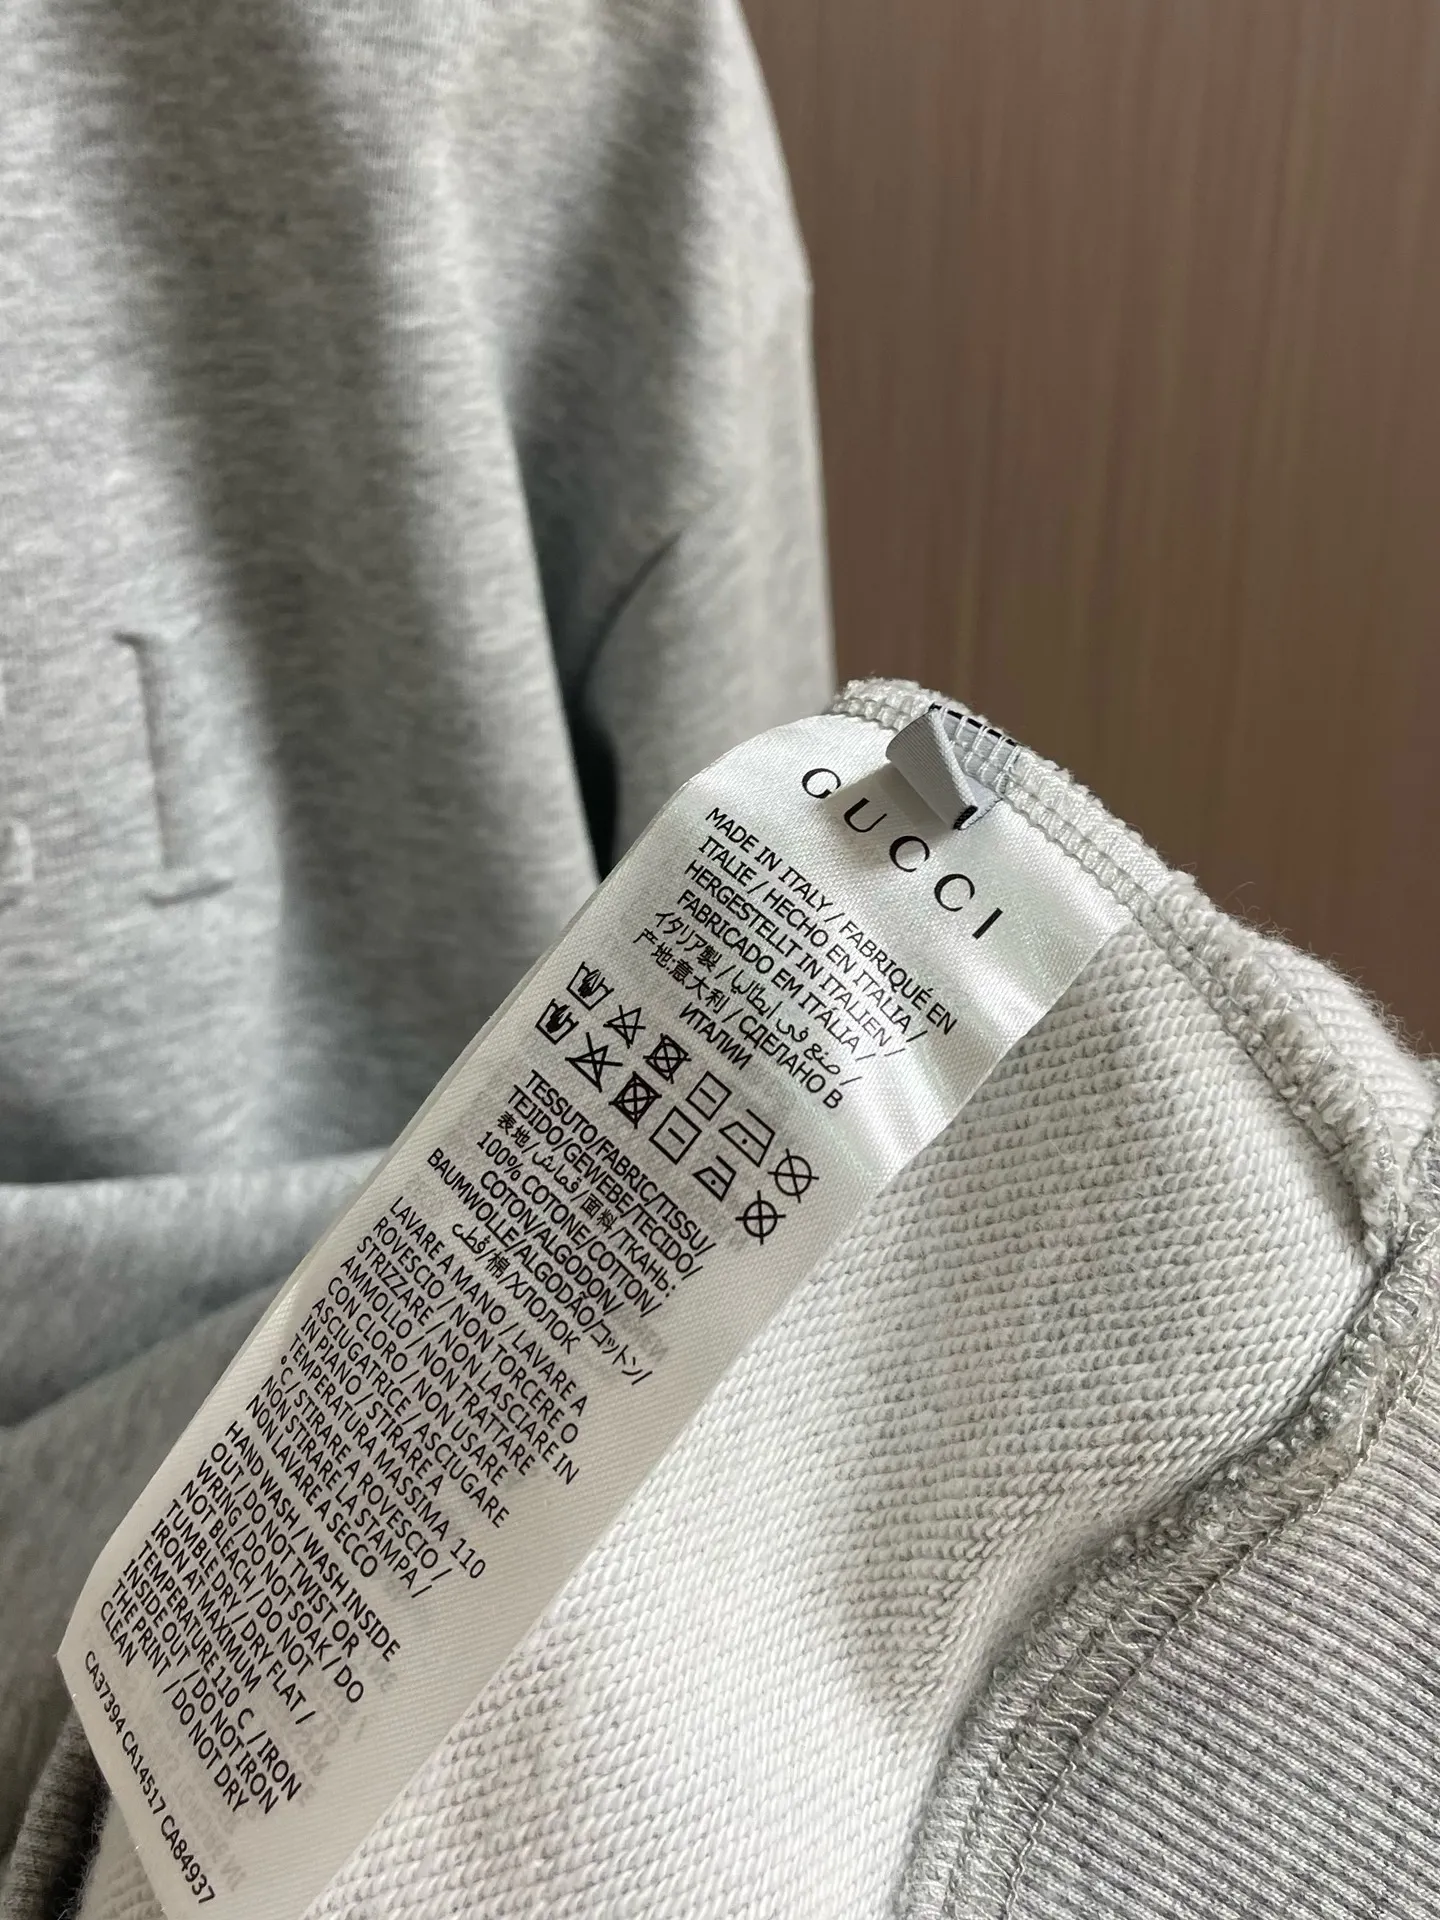 GUCCI
MADE IN ITALY / FABRIQUÉ EN
ITALIE / HECHO EN ITALIA /
HERGESTELLT IN ITALIEN /
FABRICADO EM ITÁLIA /
イタリア製 / صنع في إيطاليا /
产地:意大利 / СДЕЛАНО В
ИТАЛИИ
TESSUTO/FABRIC/TISSU/
TEJIDO/GEWEBE/TECIDO/
表地/قماش/面料/ТКАНЬ:
100% COTONE/COTTON/
COTON/ALGODON/
BAUMWOLLE/ALGODÃO/コットン/
قطن/棉/ХЛОПОК
LAVARE A MANO / LAVARE A
ROVESCIO / NON TORCERE O
STRIZZARE / NON LASCIARE IN
AMMOLLO / NON TRATTARE
CON CLORO / NON USARE
ASCIUGATRICE / ASCIUGARE
IN PIANO / STIRARE A
TEMPERATURA MASSIMA 110
°C / STIRARE A ROVESCIO /
NON STIRARE LA STAMPA /
NON LAVARE A SECCO
HAND WASH / WASH INSIDE
OUT / DO NOT TWIST OR
WRING / DO NOT SOAK / DO
NOT BLEACH / DO NOT
TUMBLE DRY / DRY FLAT /
IRON AT MAXIMUM
TEMPERATURE 110 C / IRON
INSIDE OUT / DO NOT IRON
THE PRINT / DO NOT DRY
CLEAN
CA37394 CA14517 CA84937